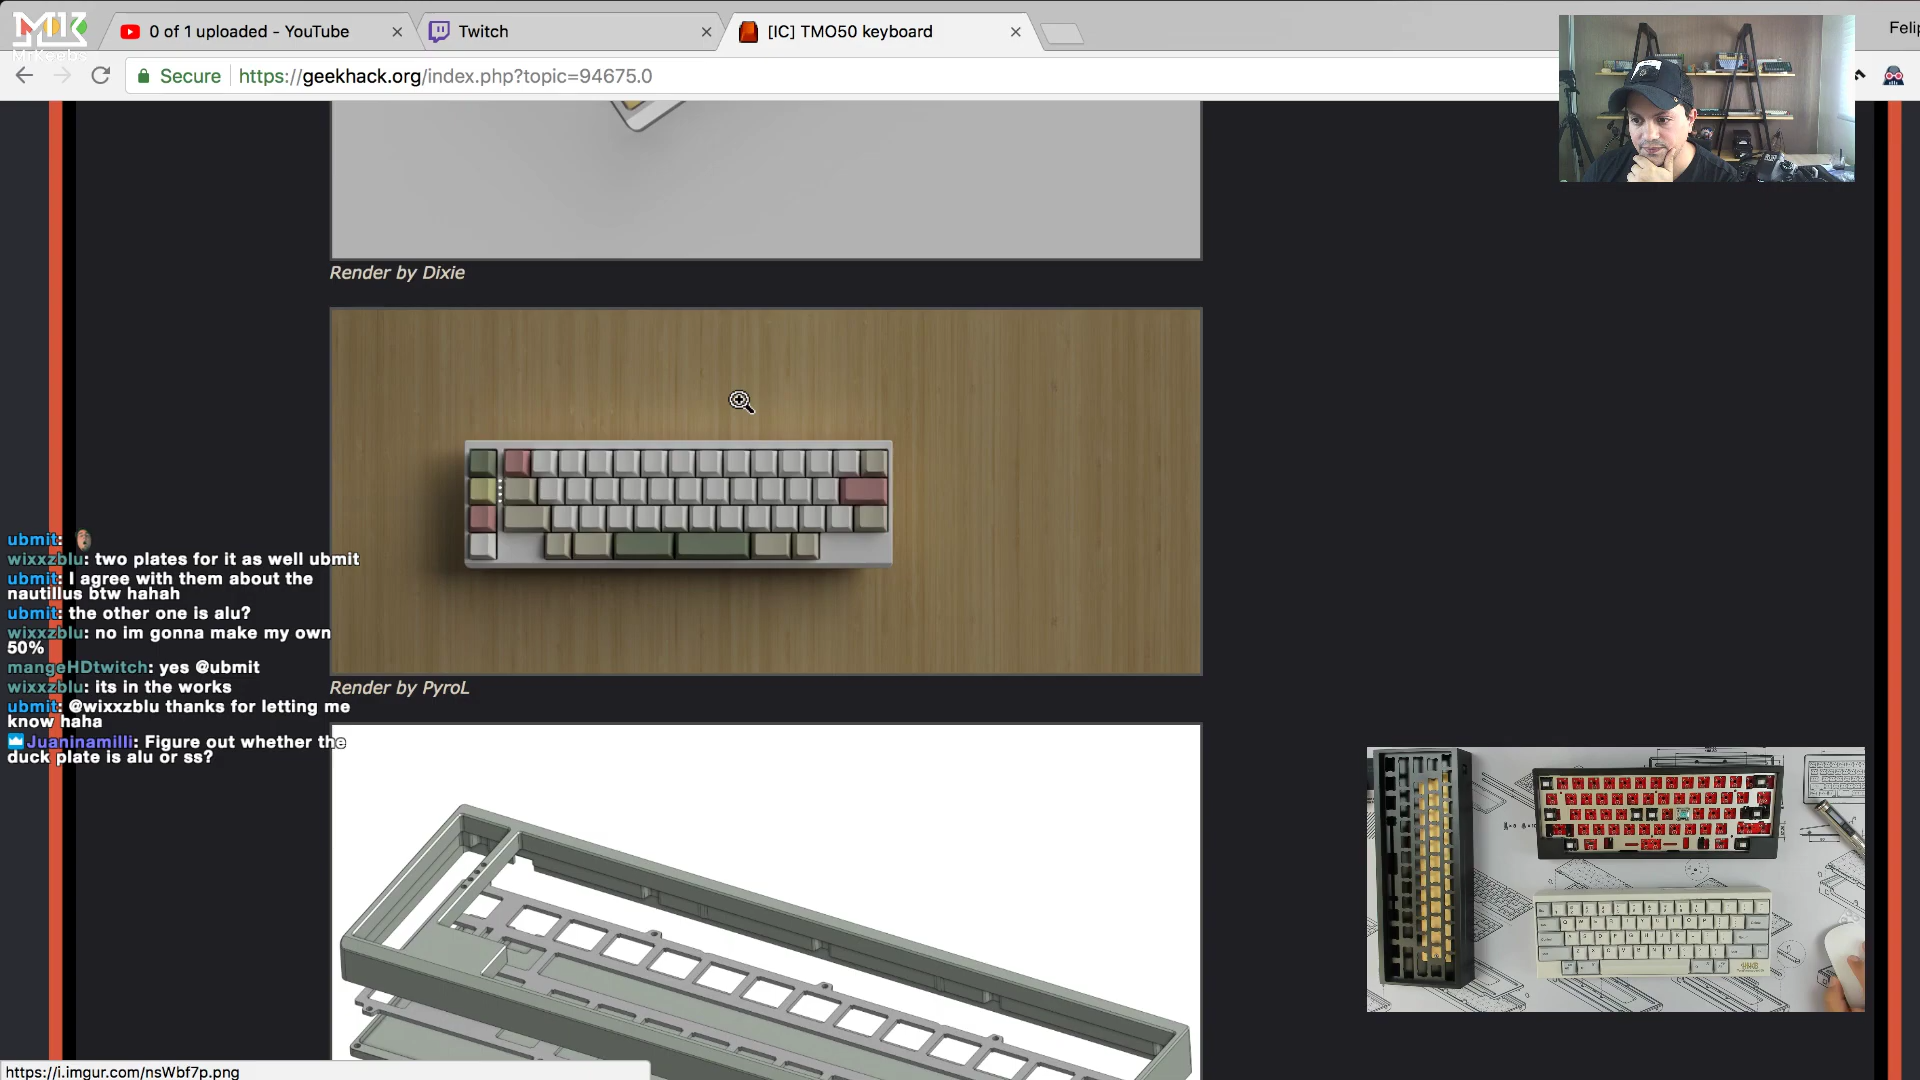 MK
MrKeebs
0 of 1 uploaded - YouTube
Twitch
[IC] TMO50 keyboard
Felip
Secure
https://geekhack.org/index.php?topic=94675.0
Render by Dixie
ubmit:
wixxzblu: two plates for it as well ubmit
ubmit: I agree with them about the
nautillus btw hahah
ubmit: the other one is alu?
wixxzblu: no im gonna make my own
50%
mangeHDtwitch: yes @ubmit
wixxzblu: its in the works
ubmit: @wixxzblu thanks for letting me
know haha
Juaninamilli: Figure out whether the
duck plate is alu or ss?
Render by PyroL
https://i.imgur.com/nsWbf7p.png